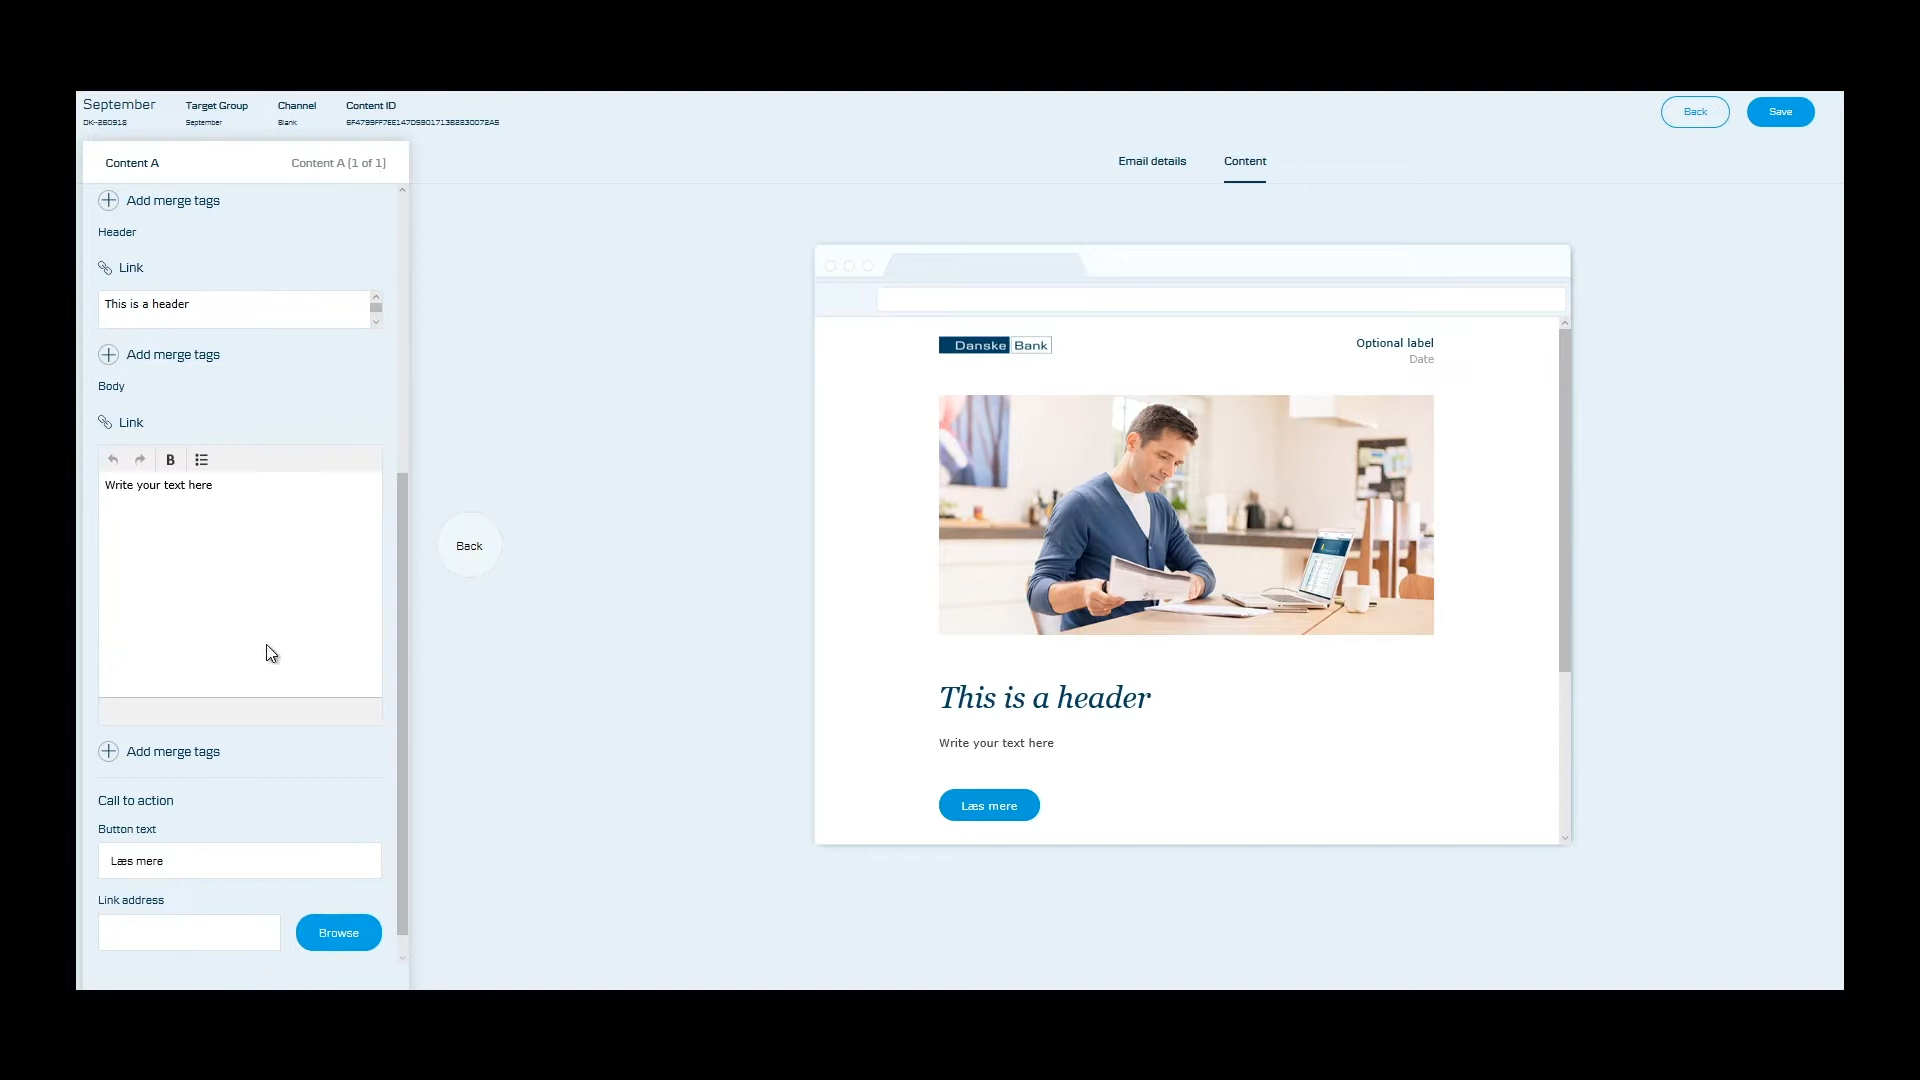 September
DK--260918
Target Group
September
Channel
Blank
Content ID
Back
Save
Content A
Content A (1 of 1)
Email details
Content
Add merge tags
Header
Link
This is a header
Add merge tags
Body
Link
B
Write your text here
Add merge tags
Call to action
Button text
Læs mere
Link address
Browse
Back
Danske Bank
Optional label
Date
This is a header
Write your text here
Læs mere